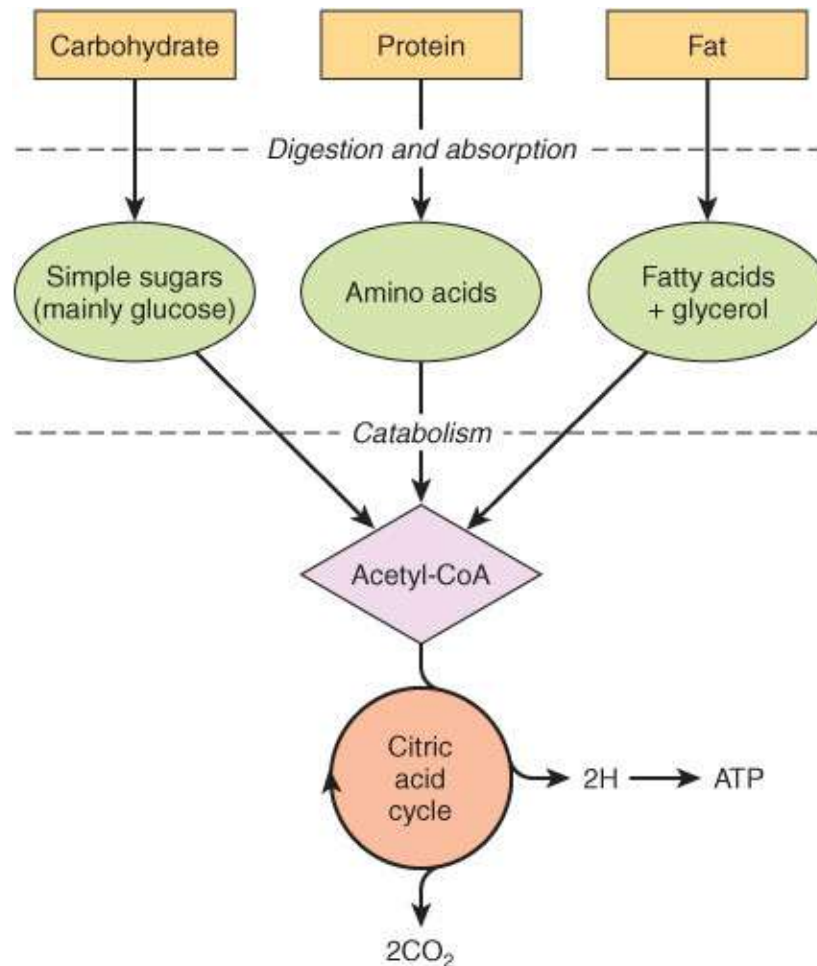 Carbohydrate
Protein
Fat
Digestion and absorption
Simple sugars
(mainly glucose)
Amino acids
Fatty acids
+ glycerol
Catabolism
Acetyl-CoA
Citric
acid
cycle
2H
ATP
2CO₂